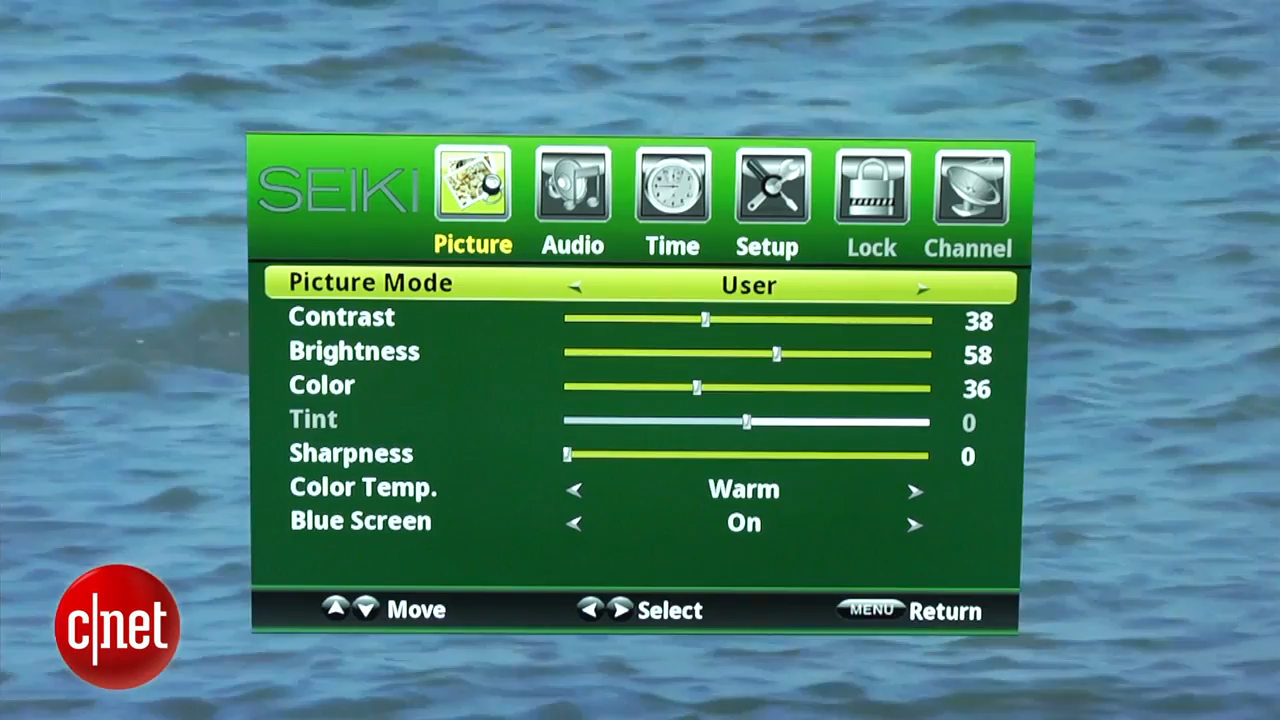 SEIKI
Picture Audio Time Setup Lock Channel
Picture Mode User
Contrast 38
Brightness 58
Color 36
Tint 0
Sharpness 0
Color Temp. Warm
Blue Screen On
Move Select MENU Return
c|net